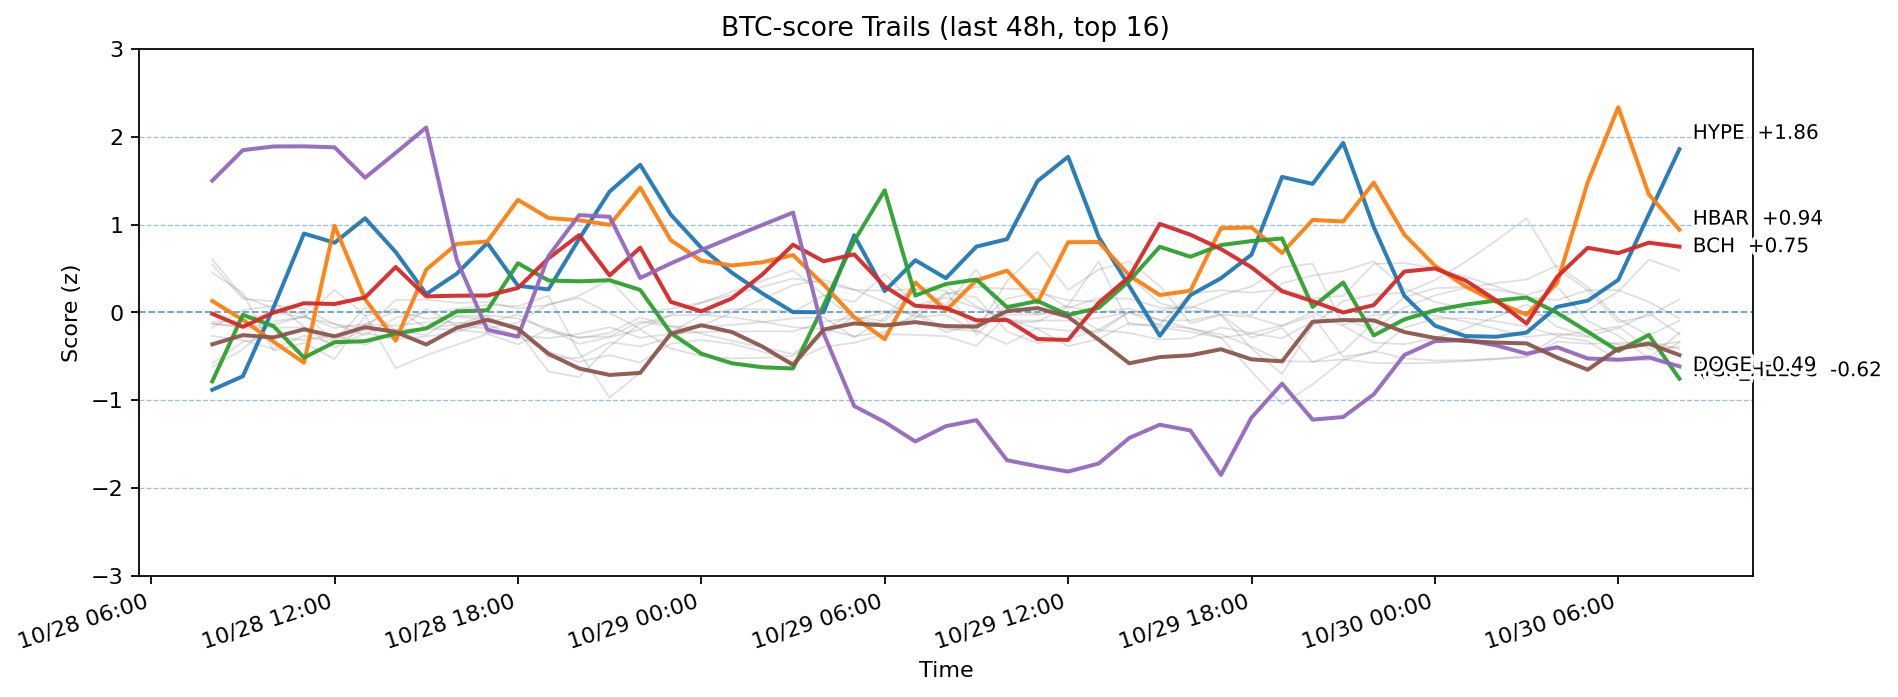 BTC-score Trails (last 48h, top 16)
3
2
1
0
−1
−2
−3
Score (z)
HYPE +1.86
HBAR +0.94
BCH +0.75
DOGE -0.49
-0.62
10/28 06:00
10/28 12:00
10/28 18:00
10/29 00:00
10/29 06:00
10/29 12:00
10/29 18:00
10/30 00:00
10/30 06:00
Time